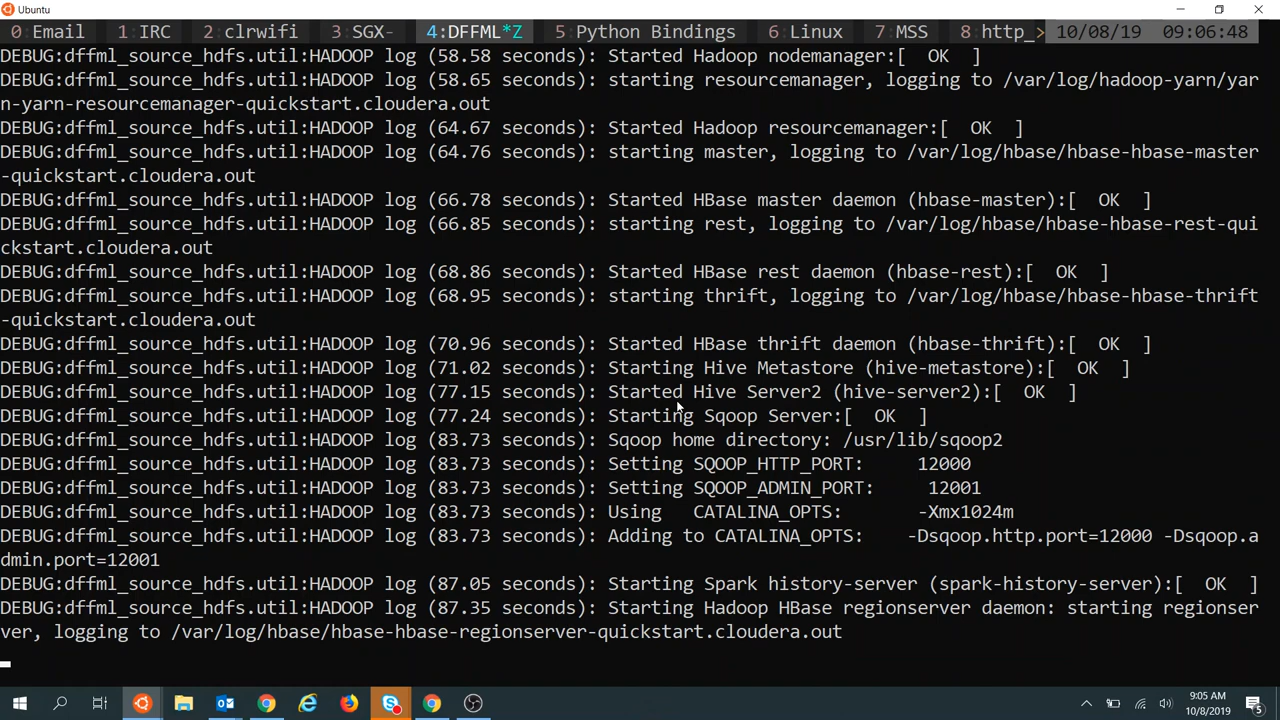 Ubuntu
0:Email 1:IRC 2:clrwifi 3:SGX- 4:DFFML*Z 5:Python Bindings 6:Linux 7:MSS 8:http_> 10/08/19 09:06:48
DEBUG:dffml_source_hdfs.util:HADOOP log (58.58 seconds): Started Hadoop nodemanager:[  OK  ]
DEBUG:dffml_source_hdfs.util:HADOOP log (58.65 seconds): starting resourcemanager, logging to /var/log/hadoop-yarn/yar
n-yarn-resourcemanager-quickstart.cloudera.out
DEBUG:dffml_source_hdfs.util:HADOOP log (64.67 seconds): Started Hadoop resourcemanager:[  OK  ]
DEBUG:dffml_source_hdfs.util:HADOOP log (64.76 seconds): starting master, logging to /var/log/hbase/hbase-hbase-master
-quickstart.cloudera.out
DEBUG:dffml_source_hdfs.util:HADOOP log (66.78 seconds): Started HBase master daemon (hbase-master):[  OK  ]
DEBUG:dffml_source_hdfs.util:HADOOP log (66.85 seconds): starting rest, logging to /var/log/hbase/hbase-hbase-rest-qui
ckstart.cloudera.out
DEBUG:dffml_source_hdfs.util:HADOOP log (68.86 seconds): Started HBase rest daemon (hbase-rest):[  OK  ]
DEBUG:dffml_source_hdfs.util:HADOOP log (68.95 seconds): starting thrift, logging to /var/log/hbase/hbase-hbase-thrift
-quickstart.cloudera.out
DEBUG:dffml_source_hdfs.util:HADOOP log (70.96 seconds): Started HBase thrift daemon (hbase-thrift):[  OK  ]
DEBUG:dffml_source_hdfs.util:HADOOP log (71.02 seconds): Starting Hive Metastore (hive-metastore):[  OK  ]
DEBUG:dffml_source_hdfs.util:HADOOP log (77.15 seconds): Started Hive Server2 (hive-server2):[  OK  ]
DEBUG:dffml_source_hdfs.util:HADOOP log (77.24 seconds): Starting Sqoop Server:[  OK  ]
DEBUG:dffml_source_hdfs.util:HADOOP log (83.73 seconds): Sqoop home directory: /usr/lib/sqoop2
DEBUG:dffml_source_hdfs.util:HADOOP log (83.73 seconds): Setting SQOOP_HTTP_PORT:     12000
DEBUG:dffml_source_hdfs.util:HADOOP log (83.73 seconds): Setting SQOOP_ADMIN_PORT:     12001
DEBUG:dffml_source_hdfs.util:HADOOP log (83.73 seconds): Using   CATALINA_OPTS:       -Xmx1024m
DEBUG:dffml_source_hdfs.util:HADOOP log (83.73 seconds): Adding to CATALINA_OPTS:    -Dsqoop.http.port=12000 -Dsqoop.a
dmin.port=12001
DEBUG:dffml_source_hdfs.util:HADOOP log (87.05 seconds): Starting Spark history-server (spark-history-server):[  OK  ]
DEBUG:dffml_source_hdfs.util:HADOOP log (87.35 seconds): Starting Hadoop HBase regionserver daemon: starting regionser
ver, logging to /var/log/hbase/hbase-hbase-regionserver-quickstart.cloudera.out
9:05 AM
10/8/2019
5